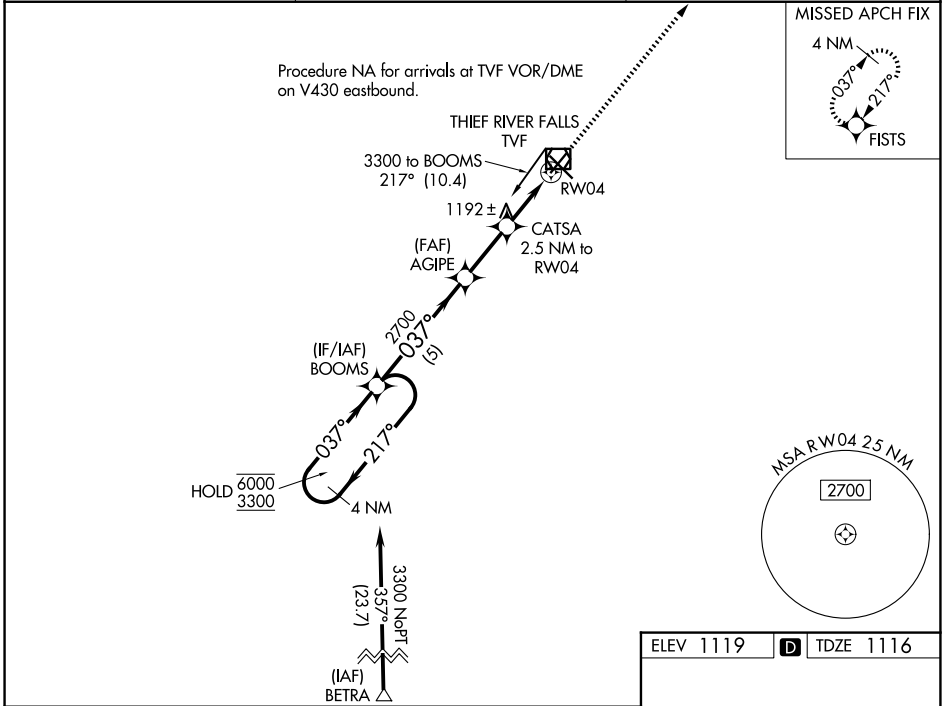 MISSED APCH FIX
4 NM
037°
217°
FISTS
Procedure NA for arrivals at TVF VOR/DME
on V430 eastbound.
THIEF RIVER FALLS
TVF
3300 to BOOMS
217° (10.4)
RW04
1192 ±
CATSA
2.5 NM to
RW04
(FAF)
AGIPE
2700
037°
(5)
(IF/IAF)
BOOMS
037°
217°
HOLD 6000
3300
4 NM
MSA RW04 25 NM
2700
3300 NoPT
357°
(23.7)
(IAF)
BETRA
ELEV 1119 D TDZE 1116